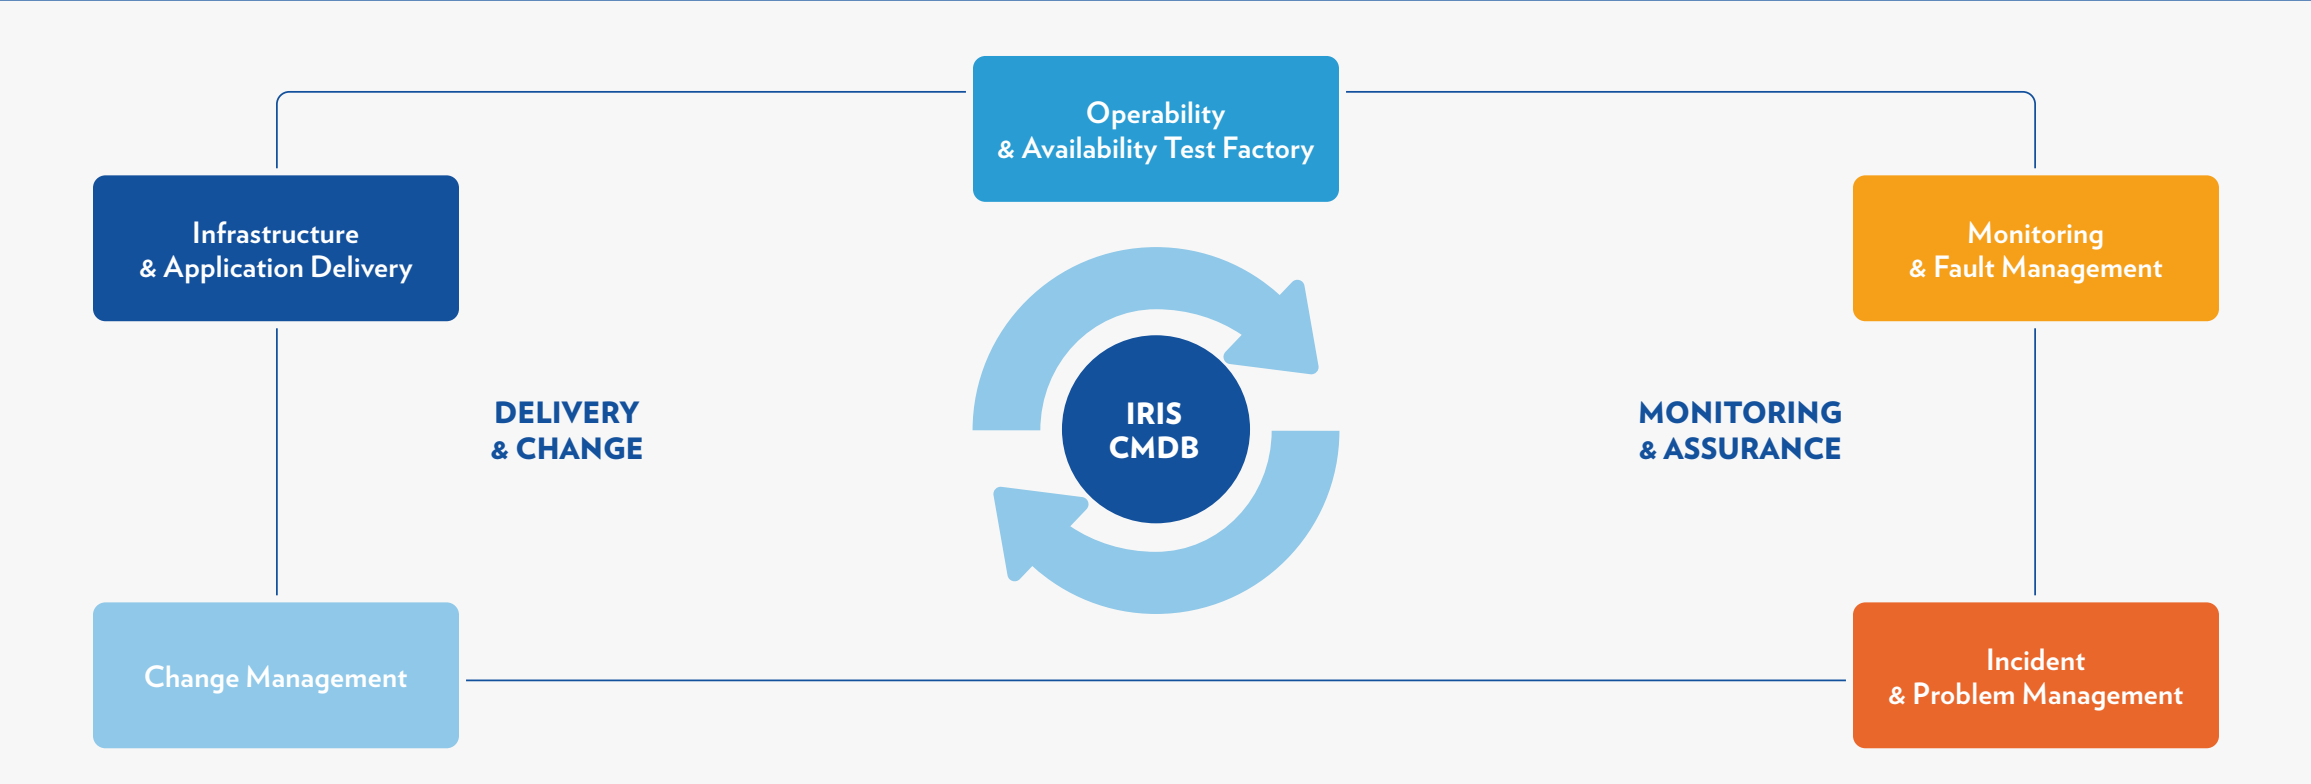 Operability
& Availability Test Factory
Infrastructure
& Application Delivery
Monitoring
& Fault Management
DELIVERY
& CHANGE
IRIS
CMDB
MONITORING
& ASSURANCE
Change Management
Incident
& Problem Management